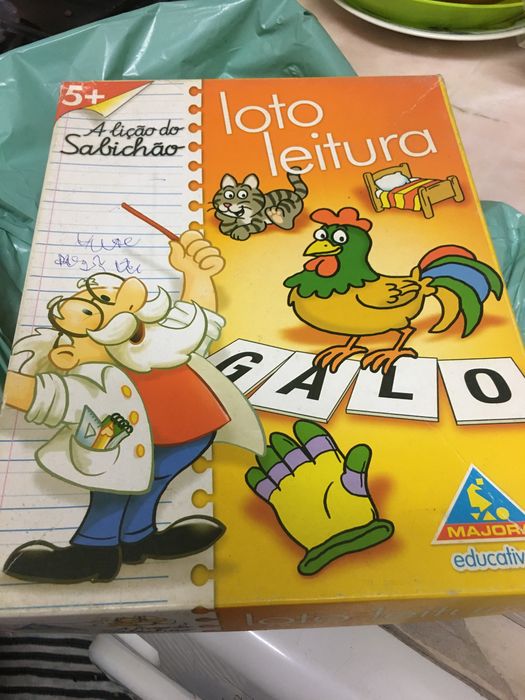 5+
A lição do
Sabichão
loto
leitura
GALO
MAJORA
educativ